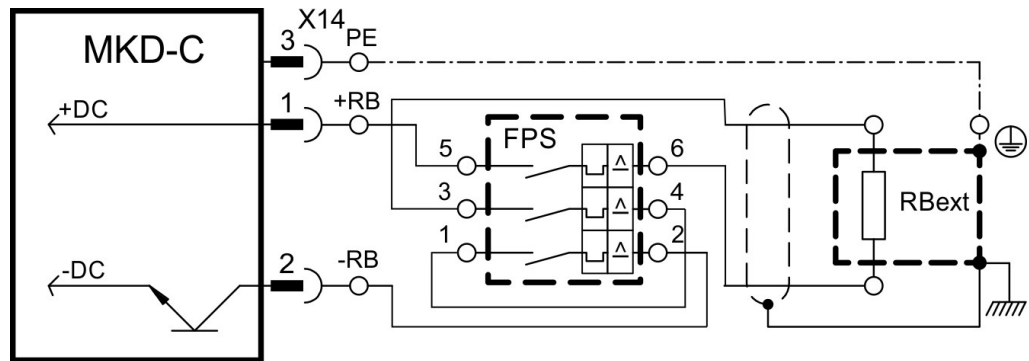 MKD-C
X14
3 PE
+DC 1 +RB
FPS
5 6
3 4
1 2
RBext
-DC 2 -RB